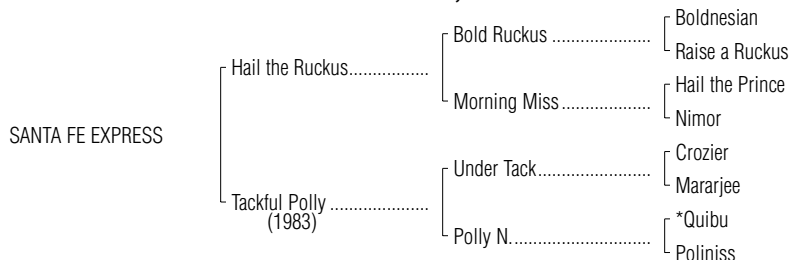 Boldnesian
Bold Ruckus ....................
Raise a Ruckus
Hail the Ruckus.................
Hail the Prince
Morning Miss..................
Nimor
SANTA FE EXPRESS
Crozier
Under Tack.......................
Mararjee
Tackful Polly .....................
(1983)
*Quibu
Polly N.............................
Poliniss